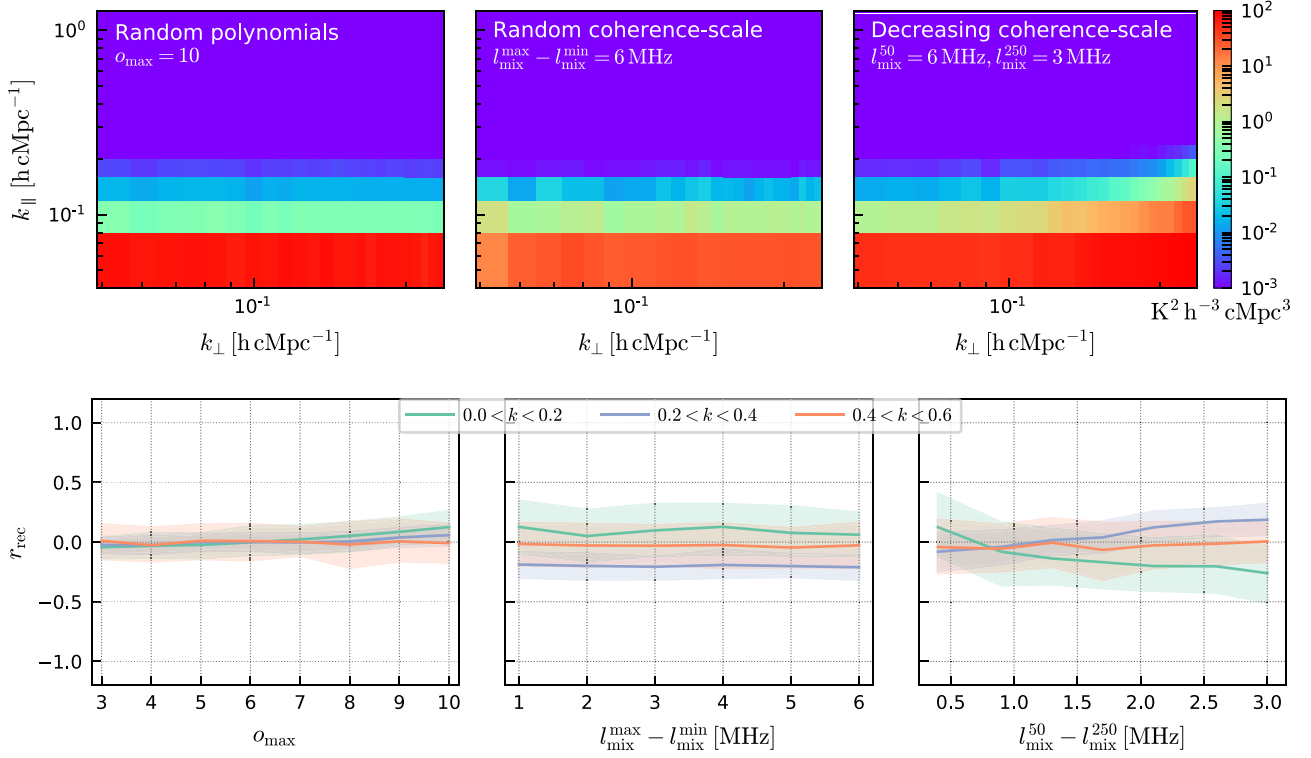 Random polynomials
o_max = 10
Random coherence-scale
l_mix^max − l_mix^min = 6 MHz
Decreasing coherence-scale
l_mix^50 = 6 MHz, l_mix^250 = 3 MHz
10^0
10^-1
k_∥ [h cMpc^-1]
10^-1
10^-1
10^-1
k_⊥ [h cMpc^-1]
k_⊥ [h cMpc^-1]
k_⊥ [h cMpc^-1]
10^2
10^1
10^0
10^-1
10^-2
10^-3
K^2 h^-3 cMpc^3
0.0 < k < 0.2
0.2 < k < 0.4
0.4 < k < 0.6
1.0
0.5
0.0
−0.5
−1.0
r_rec
3 4 5 6 7 8 9 10
o_max
1 2 3 4 5 6
l_mix^max − l_mix^min [MHz]
0.5 1.0 1.5 2.0 2.5 3.0
l_mix^50 − l_mix^250 [MHz]